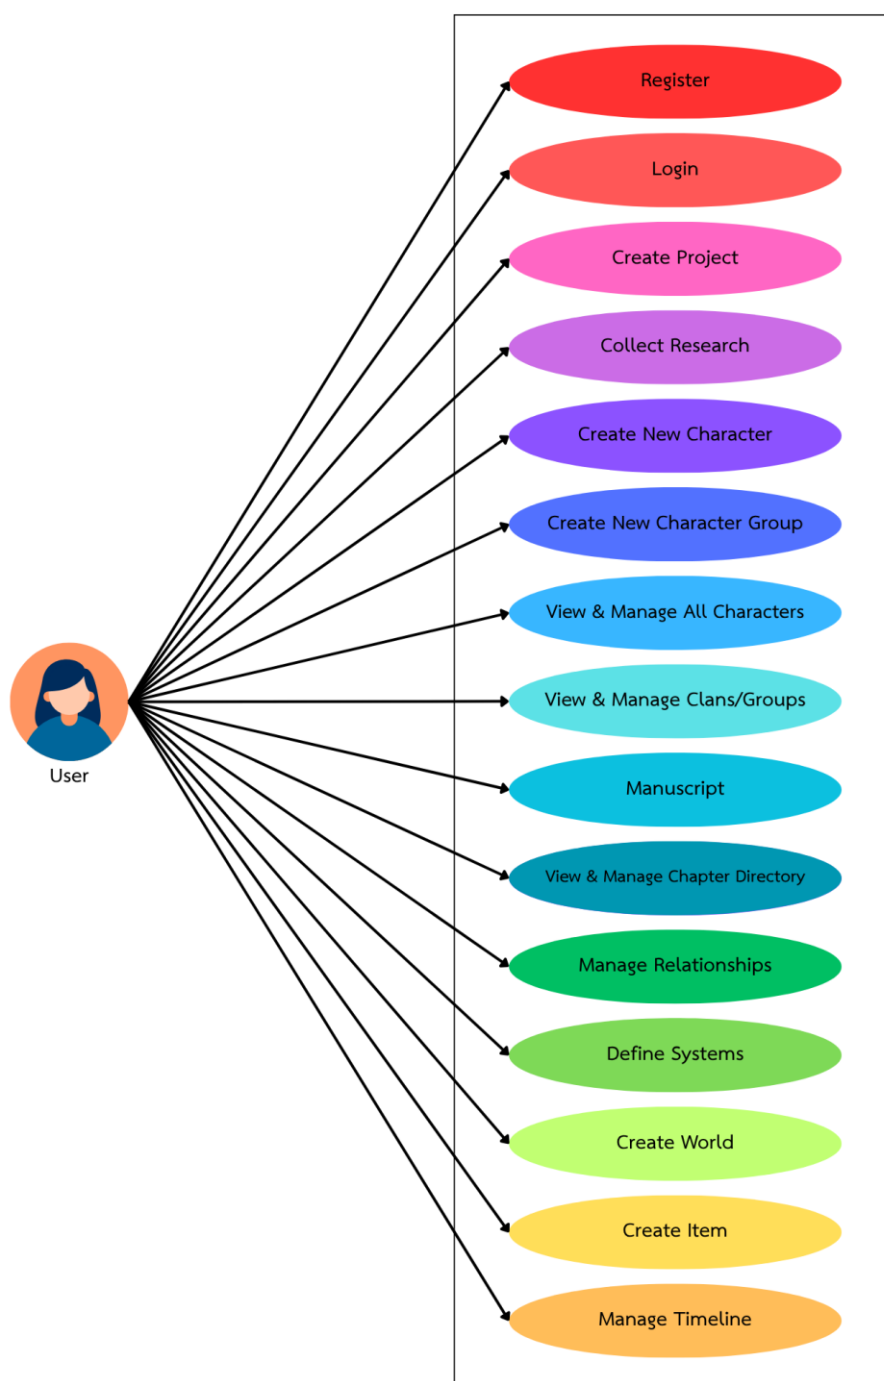 Register
Login
Create Project
Collect Research
Create New Character
Create New Character Group
View & Manage All Characters
View & Manage Clans/Groups
User
Manuscript
View & Manage Chapter Directory
Manage Relationships
Define Systems
Create World
Create Item
Manage Timeline